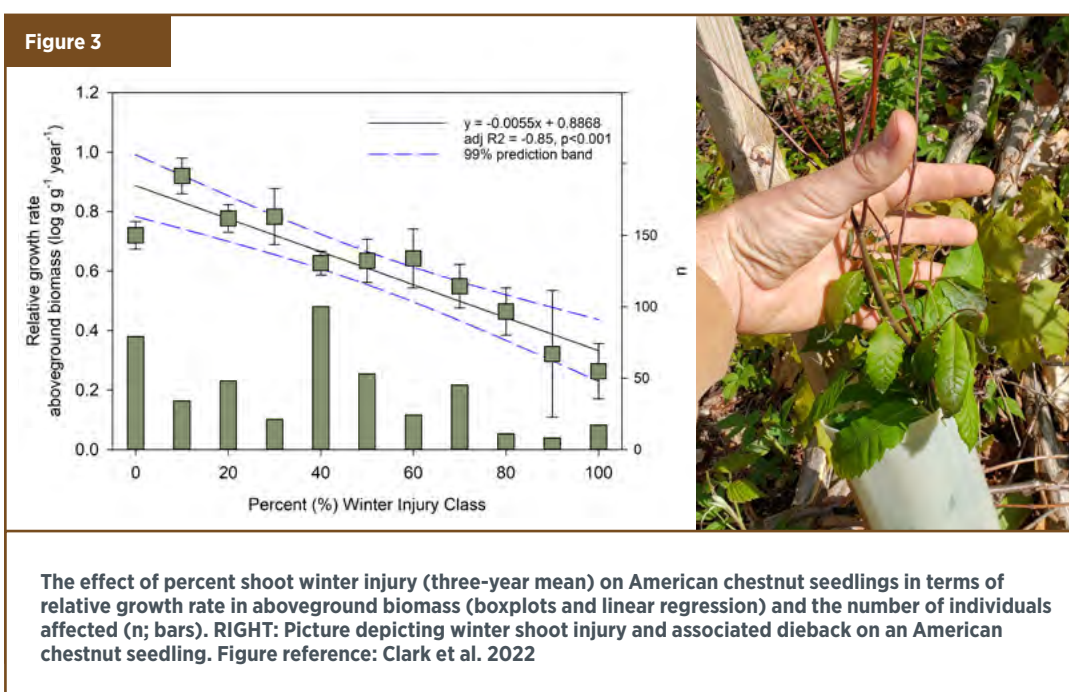 Figure 3
1.2
1.0
0.8
0.6
0.4
0.2
0.0
Relative growth rate
aboveground biomass (log g g⁻¹ year⁻¹)
y = -0.0055x + 0.8868
adj R2 = -0.85, p<0.001
99% prediction band
150
100
50
0
n
0 20 40 60 80 100
Percent (%) Winter Injury Class
The effect of percent shoot winter injury (three-year mean) on American chestnut seedlings in terms of
relative growth rate in aboveground biomass (boxplots and linear regression) and the number of individuals
affected (n; bars). RIGHT: Picture depicting winter shoot injury and associated dieback on an American
chestnut seedling. Figure reference: Clark et al. 2022